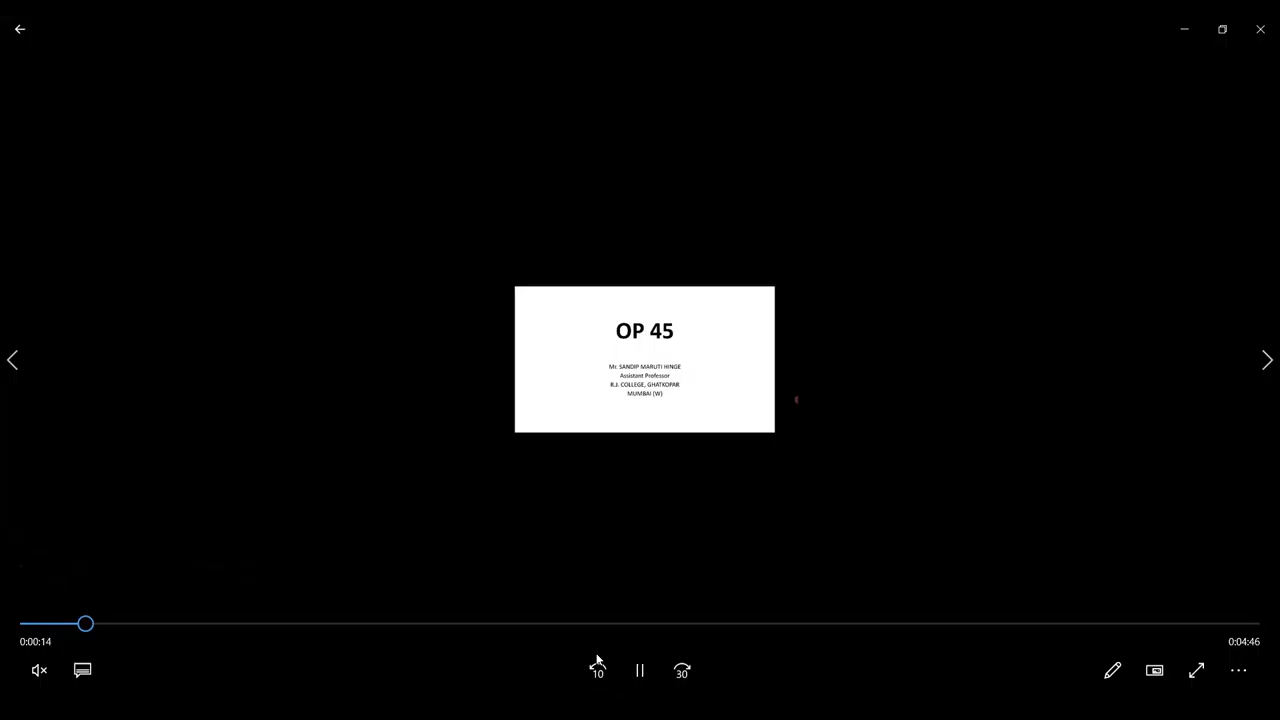 OP 45
Mr. SANDIP MARUTI HINGE
Assistant Professor
R.J. COLLEGE, GHATKOPAR
MUMBAI (W)
0:00:14
0:04:46
10
30